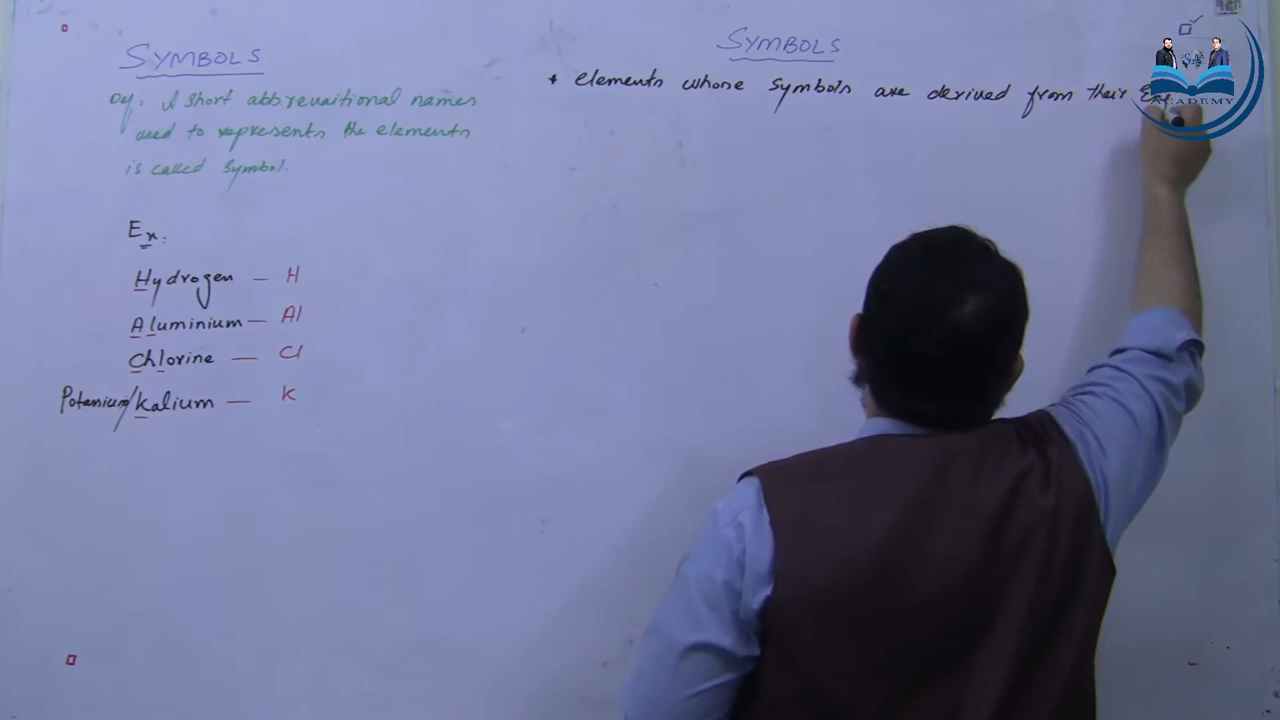 SYMBOLS
Def: A short abbrevaitional names
used to represents the elements
is called symbol.
Ex:
Hydrogen — H
Aluminium — Al
Chlorine — Cl
Potassium/Kalium — K
SYMBOLS
* elements whose symbols are derived from their
ACADEMY